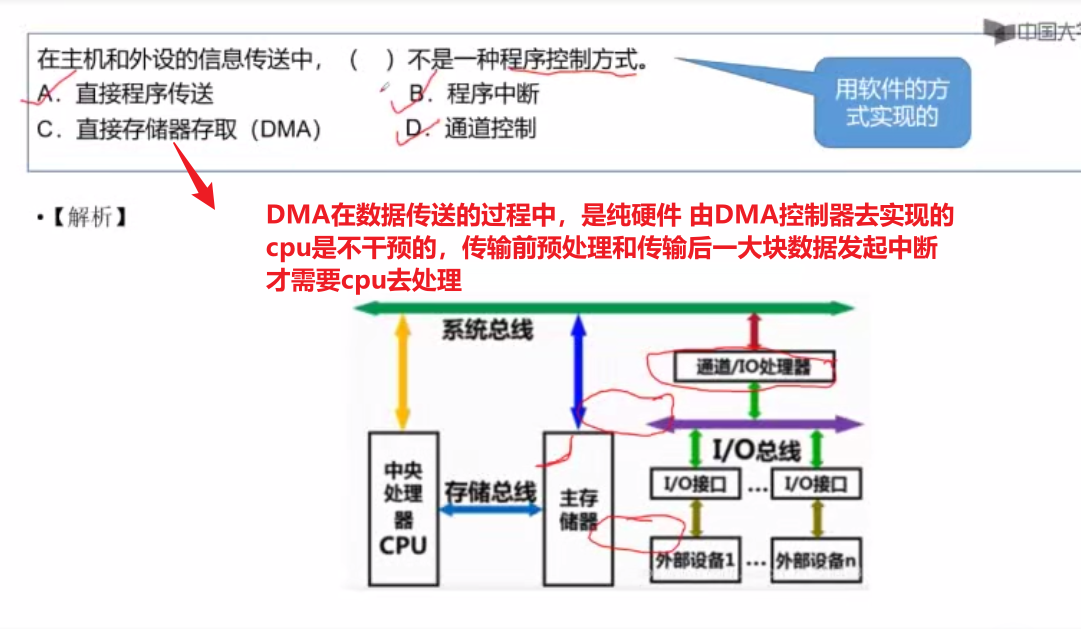 中国大学
在主机和外设的信息传送中，（ ）不是一种程序控制方式。
A．直接程序传送 B．程序中断
C．直接存储器存取（DMA） D．通道控制
用软件的方
式实现的
•【解析】
DMA在数据传送的过程中，是纯硬件 由DMA控制器去实现的
cpu是不干预的，传输前预处理和传输后一大块数据发起中断
才需要cpu去处理
系统总线
通道/IO处理器
I/O总线
中央
处理
器
CPU
存储总线
主存
储器
I/O接口 … I/O接口
外部设备1 … 外部设备n